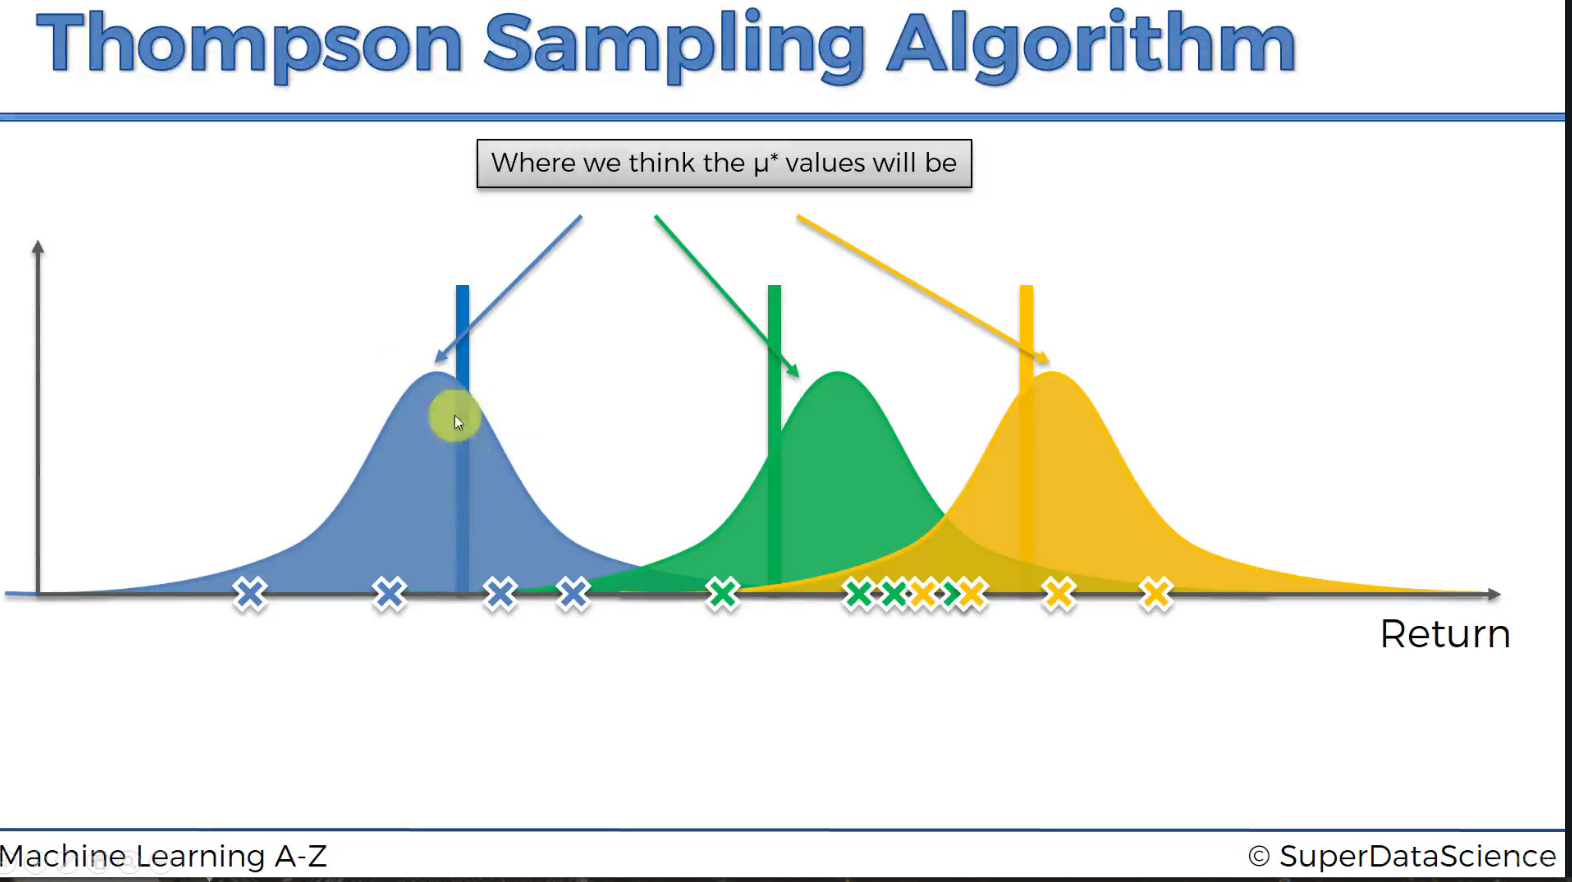 Thompson Sampling Algorithm
Where we think the μ* values will be
Return
Machine Learning A-Z
© SuperDataScience